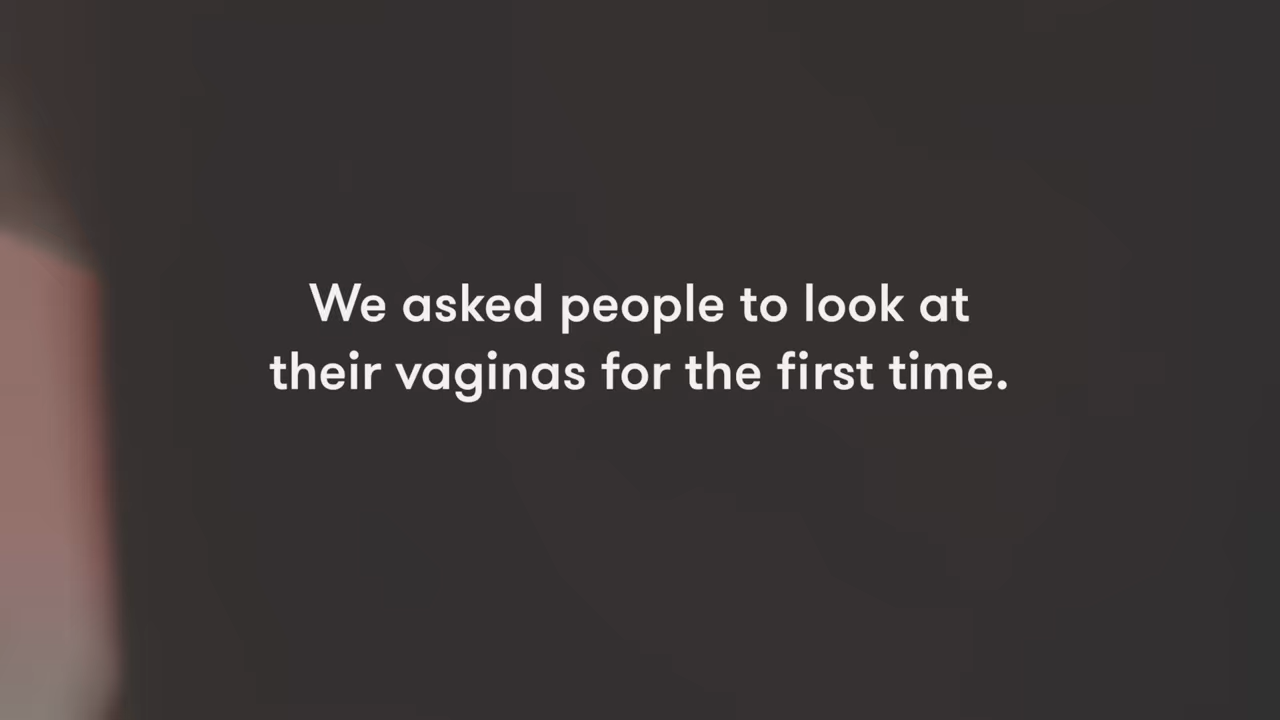 We asked people to look at
their vaginas for the first time.